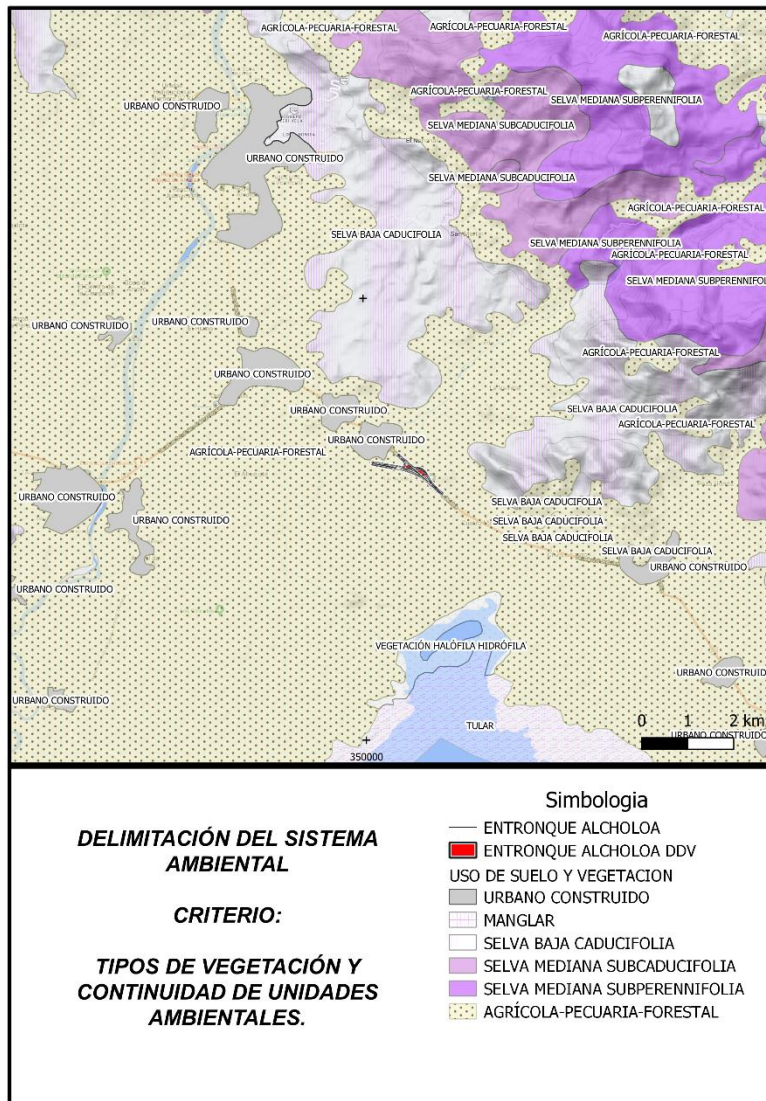 AGRÍCOLA-PECUARIA-FORESTAL
AGRÍCOLA-PECUARIA-FORESTAL
AGRÍCOLA-PECUARIA-FORESTAL
AGRÍCOLA-PECUARIA-FORESTAL
SELVA MEDIANA SUBPERENNIFOLIA
URBANO CONSTRUIDO
SELVA MEDIANA SUBCADUCIFOLIA
URBANO CONSTRUIDO
SELVA MEDIANA SUBCADUCIFOLIA
AGRÍCOLA-PECUARIA-FORESTAL
SELVA BAJA CADUCIFOLIA
SELVA MEDIANA SUBPERENNIFOLIA
AGRÍCOLA-PECUARIA-FORESTAL
SELVA MEDIANA SUBPERENNIFOL
URBANO CONSTRUIDO
URBANO CONSTRUIDO
AGRÍCOLA-PECUARIA-FORESTAL
URBANO CONSTRUIDO
URBANO CONSTRUIDO
SELVA BAJA CADUCIFOLIA
AGRÍCOLA-PECUARIA-FORESTAL
URBANO CONSTRUIDO
AGRÍCOLA-PECUARIA-FORESTAL
URBANO CONSTRUIDO
SELVA BAJA CADUCIFOLIA
URBANO CONSTRUIDO
SELVA BAJA CADUCIFOLIA
SELVA BAJA CADUCIFOLIA
SELVA BAJA CADUCIFOLIA
URBANO CONSTRUIDO
URBANO CONSTRUIDO
VEGETACIÓN HALÓFILA HIDRÓFILA
URBANO CONSTRUIDO
URBANO CONSTRUIDO
TULAR
0 1 2 km
URBANO CONSTRUIDO
350000
DELIMITACIÓN DEL SISTEMA
AMBIENTAL
CRITERIO:
TIPOS DE VEGETACIÓN Y
CONTINUIDAD DE UNIDADES
AMBIENTALES.
Simbologia
ENTRONQUE ALCHOLOA
ENTRONQUE ALCHOLOA DDV
USO DE SUELO Y VEGETACION
URBANO CONSTRUIDO
MANGLAR
SELVA BAJA CADUCIFOLIA
SELVA MEDIANA SUBCADUCIFOLIA
SELVA MEDIANA SUBPERENNIFOLIA
AGRÍCOLA-PECUARIA-FORESTAL